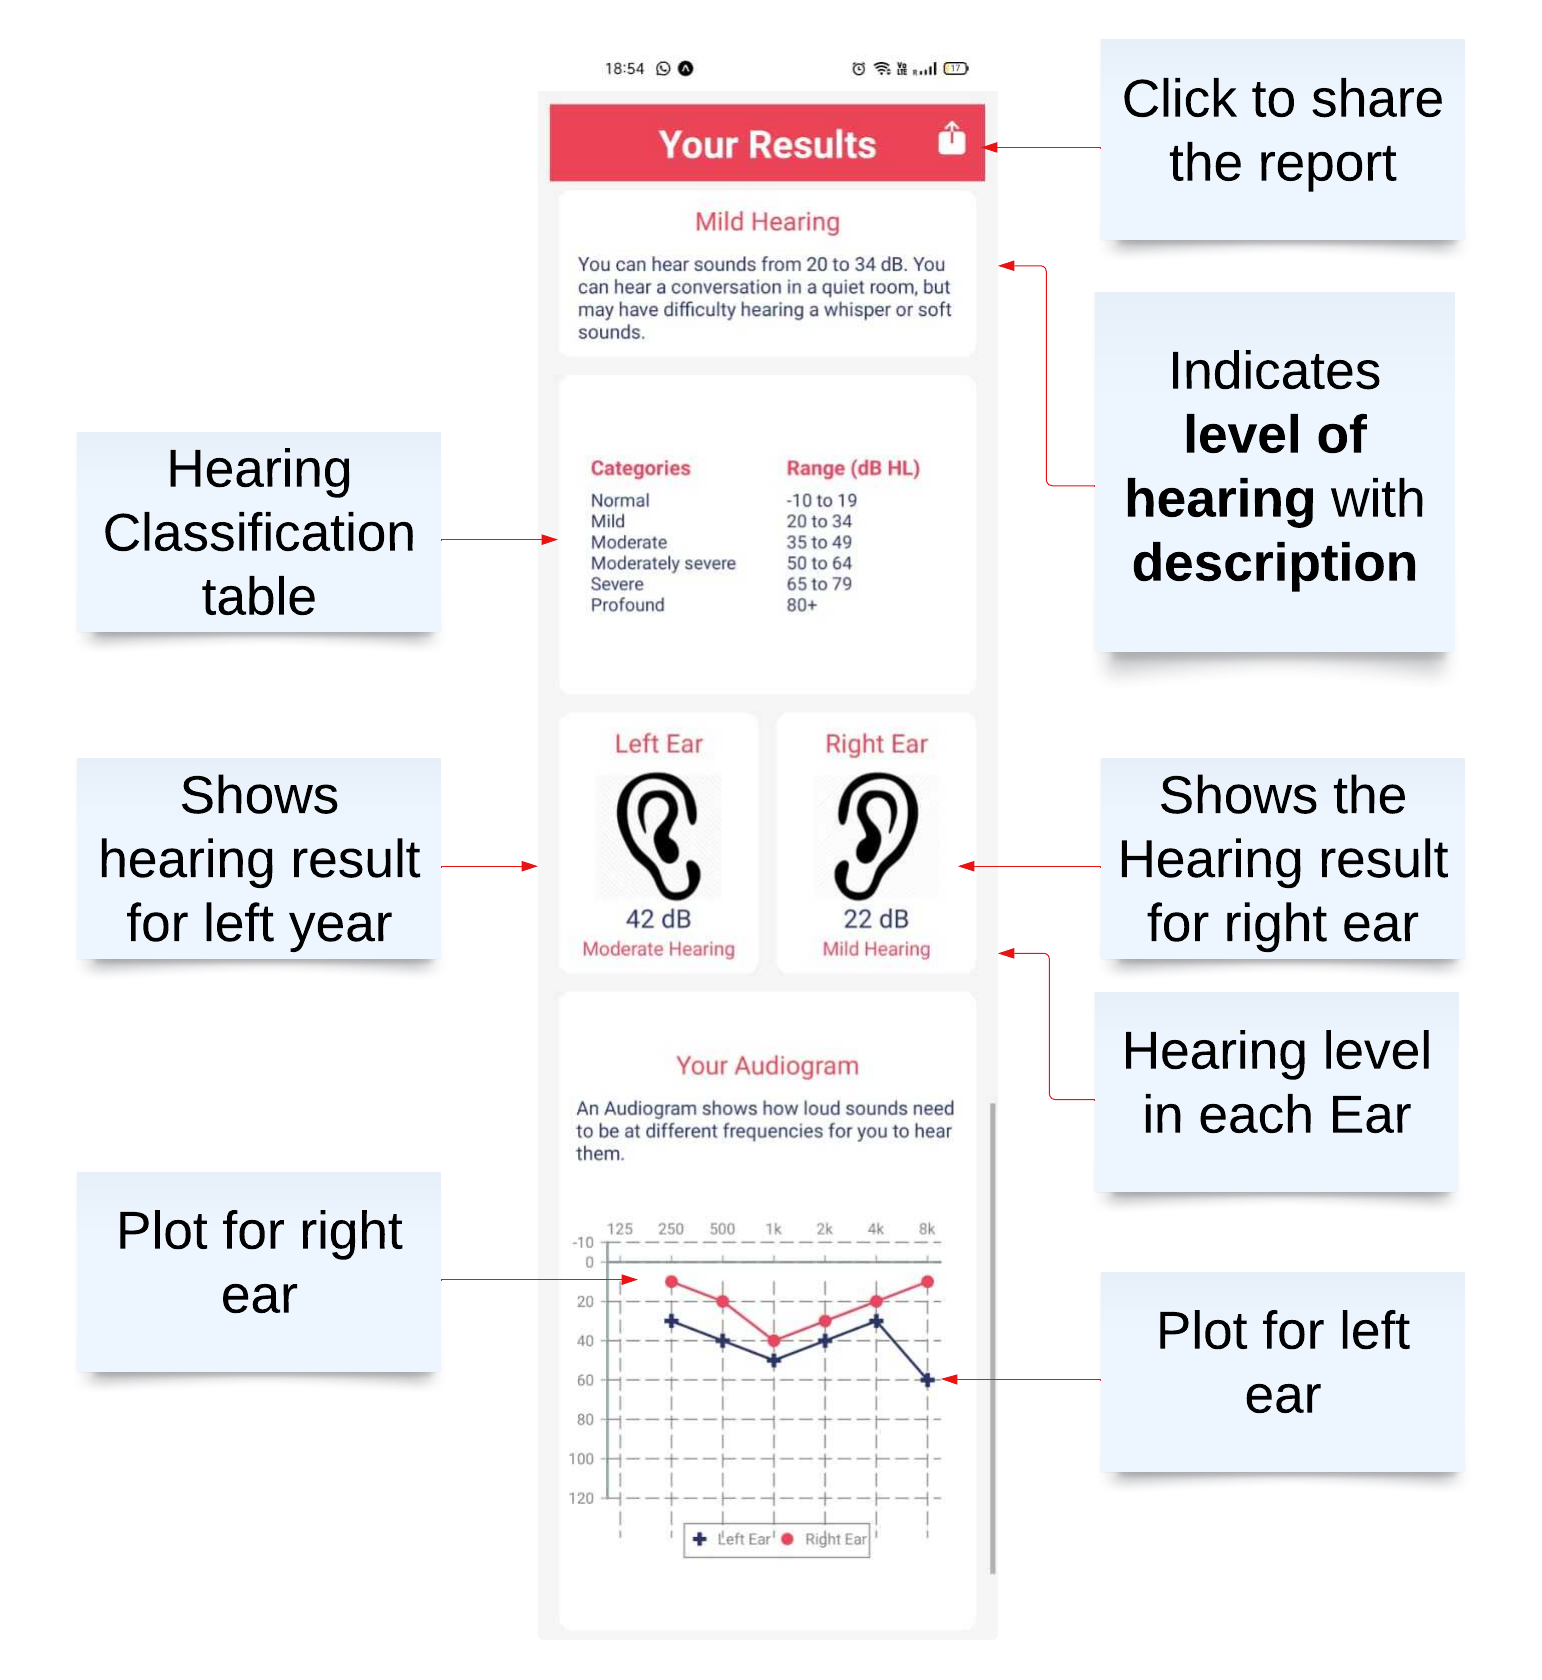 18:54
17
Your Results
Click to share
the report
Mild Hearing
You can hear sounds from 20 to 34 dB. You
can hear a conversation in a quiet room, but
may have difficulty hearing a whisper or soft
sounds.
Indicates
level of
hearing with
description
Hearing
Classification
table
Categories Range (dB HL)
Normal -10 to 19
Mild 20 to 34
Moderate 35 to 49
Moderately severe 50 to 64
Severe 65 to 79
Profound 80+
Shows
hearing result
for left year
Left Ear
42 dB
Moderate Hearing
Right Ear
22 dB
Mild Hearing
Shows the
Hearing result
for right ear
Hearing level
in each Ear
Your Audiogram
An Audiogram shows how loud sounds need
to be at different frequencies for you to hear
them.
Plot for right
ear
125 250 500 1k 2k 4k 8k
-10
0
20
40
60
80
100
120
Left Ear Right Ear
Plot for left
ear